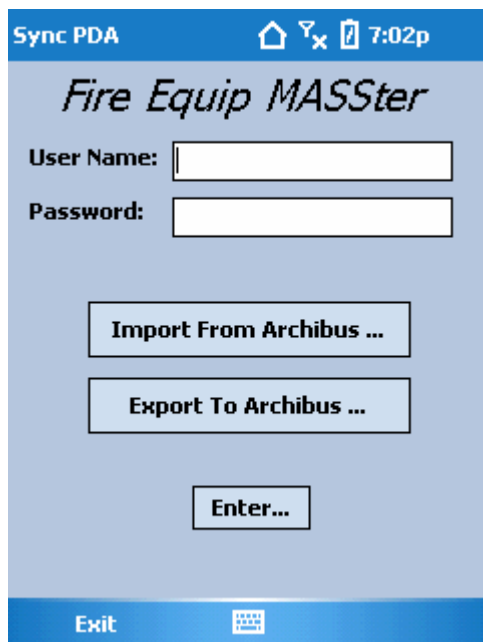 Sync PDA 7:02p
Fire Equip MASSter
User Name:
Password:
Import From Archibus ...
Export To Archibus ...
Enter...
Exit